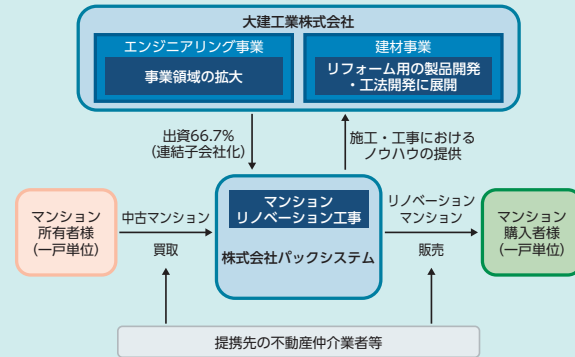 大建工業株式会社
エンジニアリング事業
事業領域の拡大
建材事業
リフォーム用の製品開発
・工法開発に展開
出資66.7%
(連結子会社化)
施工・工事における
ノウハウの提供
マンション
所有者様
(一戸単位)
中古マンション
買取
マンション
リノベーション工事
株式会社パックシステム
リノベーション
マンション
販売
マンション
購入者様
(一戸単位)
提携先の不動産仲介業者等